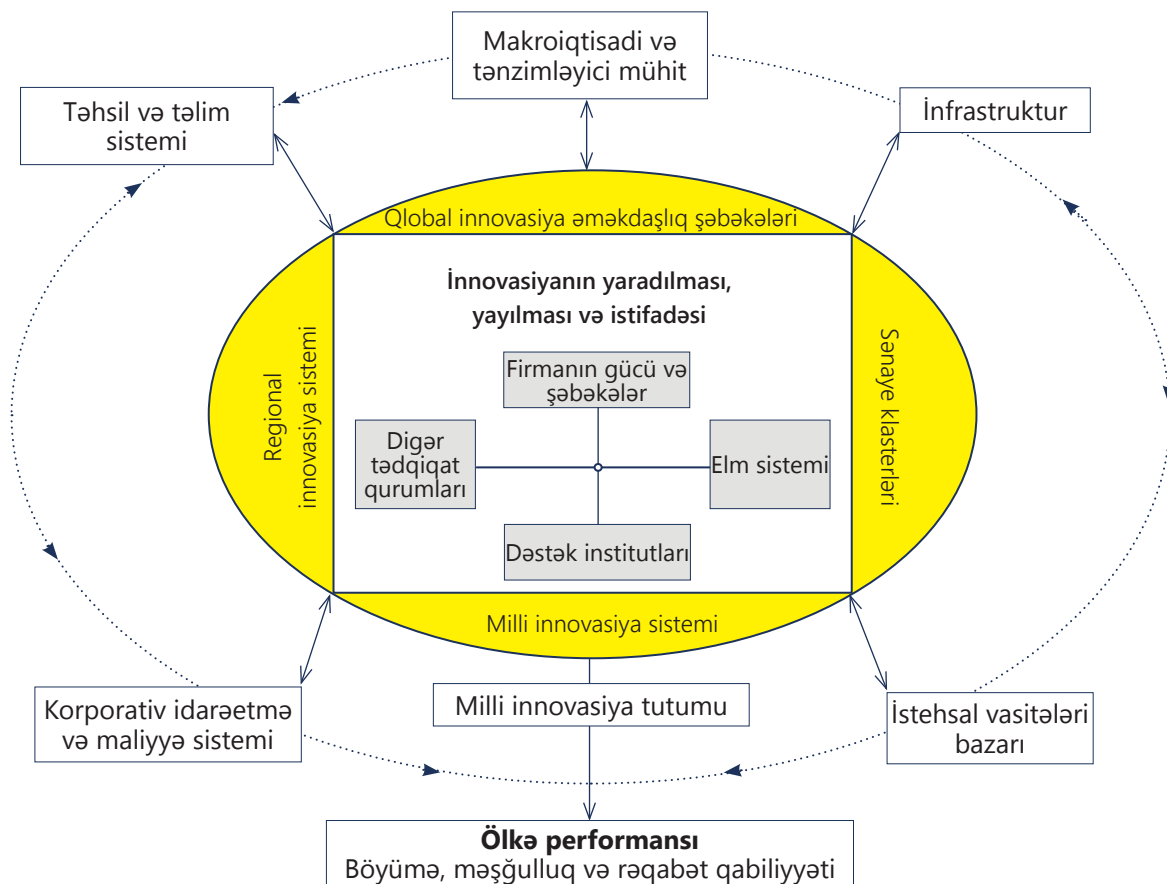 Makroiqtisadi və
tənzimləyici mühit
Təhsil və təlim
sistemi
İnfrastruktur
Qlobal innovasiya əməkdaşlıq şəbəkələri
İnnovasiyanın yaradılması,
yayılması və istifadəsi
Regional
innovasiya sistemi
Firmanın gücü və
şəbəkələr
Sənaye klasterləri
Digər
tədqiqat
qurumları
Elm sistemi
Dəstək institutları
Milli innovasiya sistemi
Korporativ idarəetmə
və maliyyə sistemi
Milli innovasiya tutumu
İstehsal vasitələri
bazarı
Ölkə performansı
Böyümə, məşğulluq və rəqabət qabiliyyəti